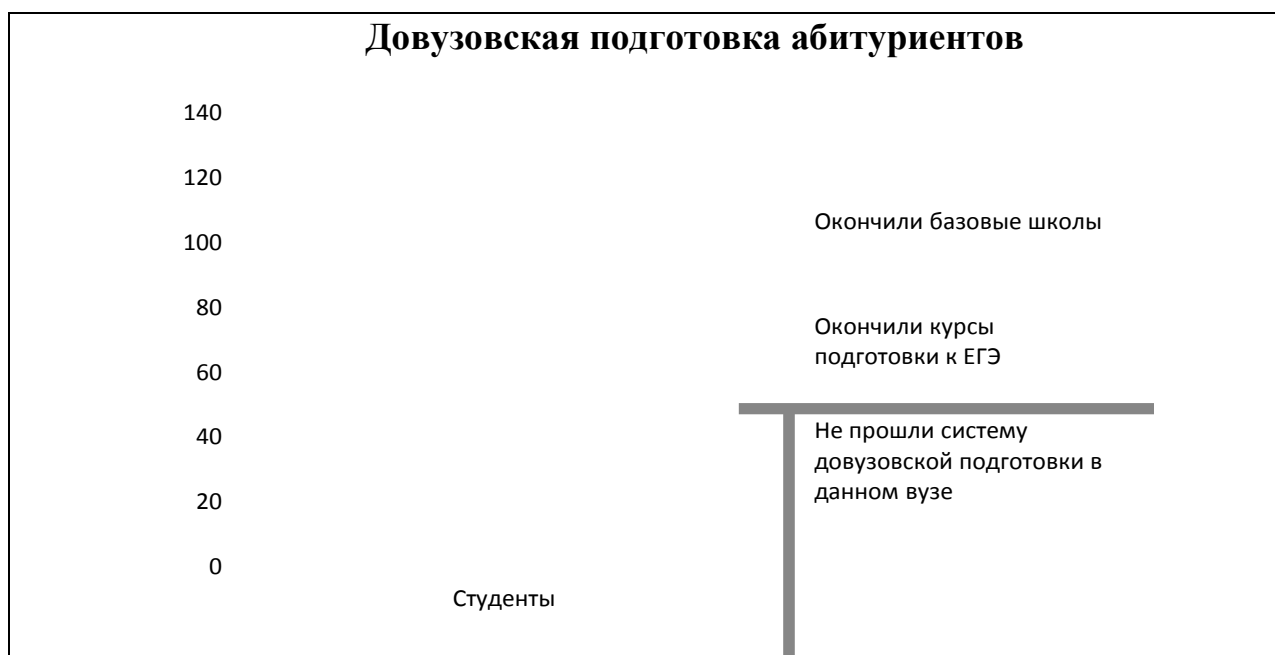 Довузовская подготовка абитуриентов
140
120
100
80
60
40
20
0
Студенты
Окончили базовые школы
Окончили курсы
подготовки к ЕГЭ
Не прошли систему
довузовской подготовки в
данном вузе